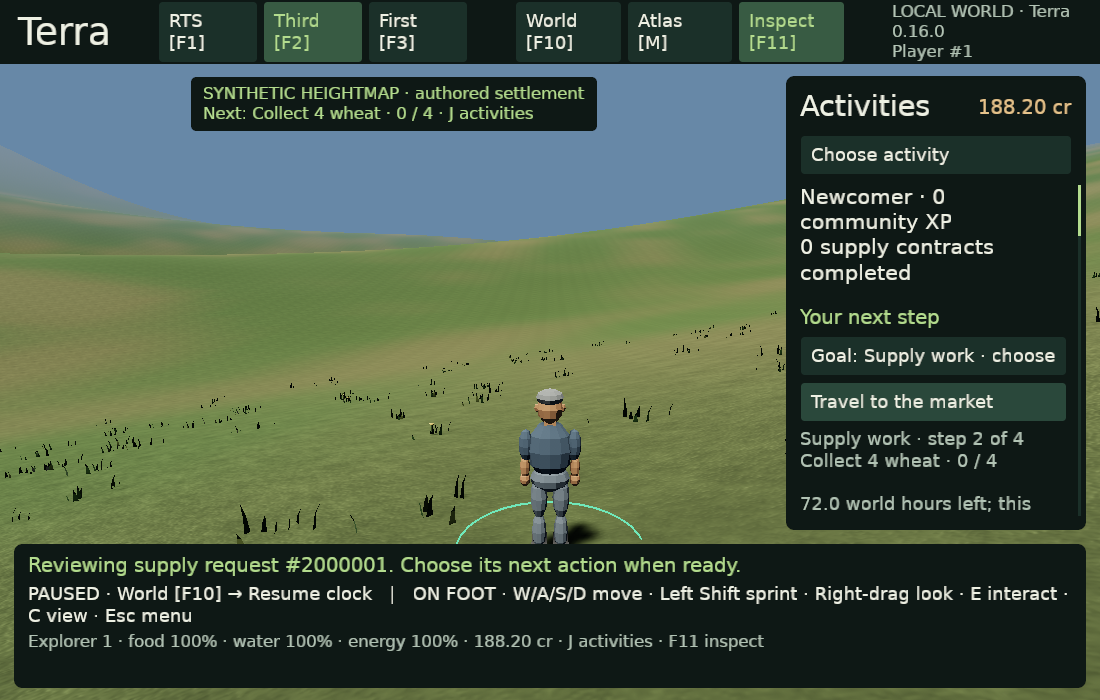 Terra
RTS
[F1]
Third
[F2]
First
[F3]
World
[F10]
Atlas
[M]
Inspect
[F11]
LOCAL WORLD · Terra
0.16.0
Player #1
SYNTHETIC HEIGHTMAP · authored settlement
Next: Collect 4 wheat · 0 / 4 · J activities
Activities 188.20 cr
Choose activity
Newcomer · 0
community XP
0 supply contracts
completed
Your next step
Goal: Supply work · choose
Travel to the market
Supply work · step 2 of 4
Collect 4 wheat · 0 / 4
72.0 world hours left; this
Reviewing supply request #2000001. Choose its next action when ready.
PAUSED · World [F10] → Resume clock | ON FOOT · W/A/S/D move · Left Shift sprint · Right-drag look · E interact ·
C view · Esc menu
Explorer 1 · food 100% · water 100% · energy 100% · 188.20 cr · J activities · F11 inspect